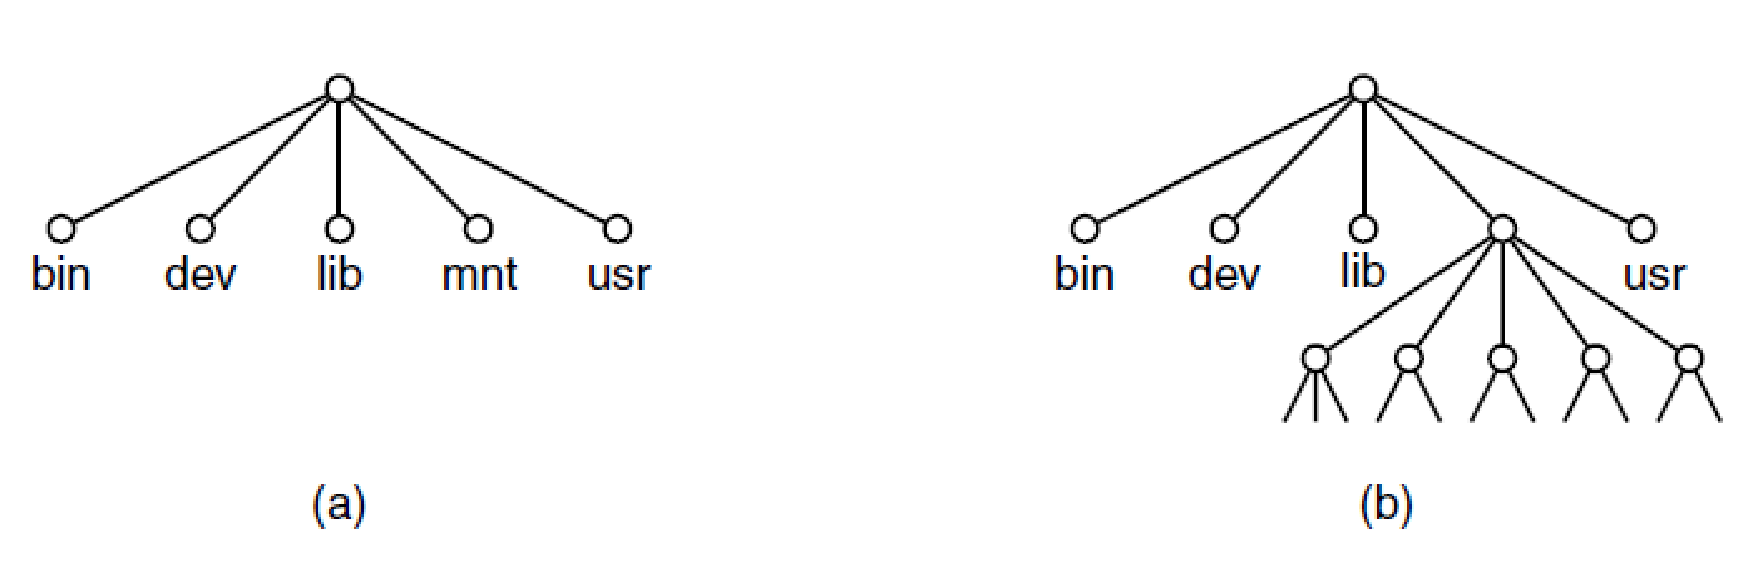 bin dev lib mnt usr
bin dev lib usr
(a)
(b)